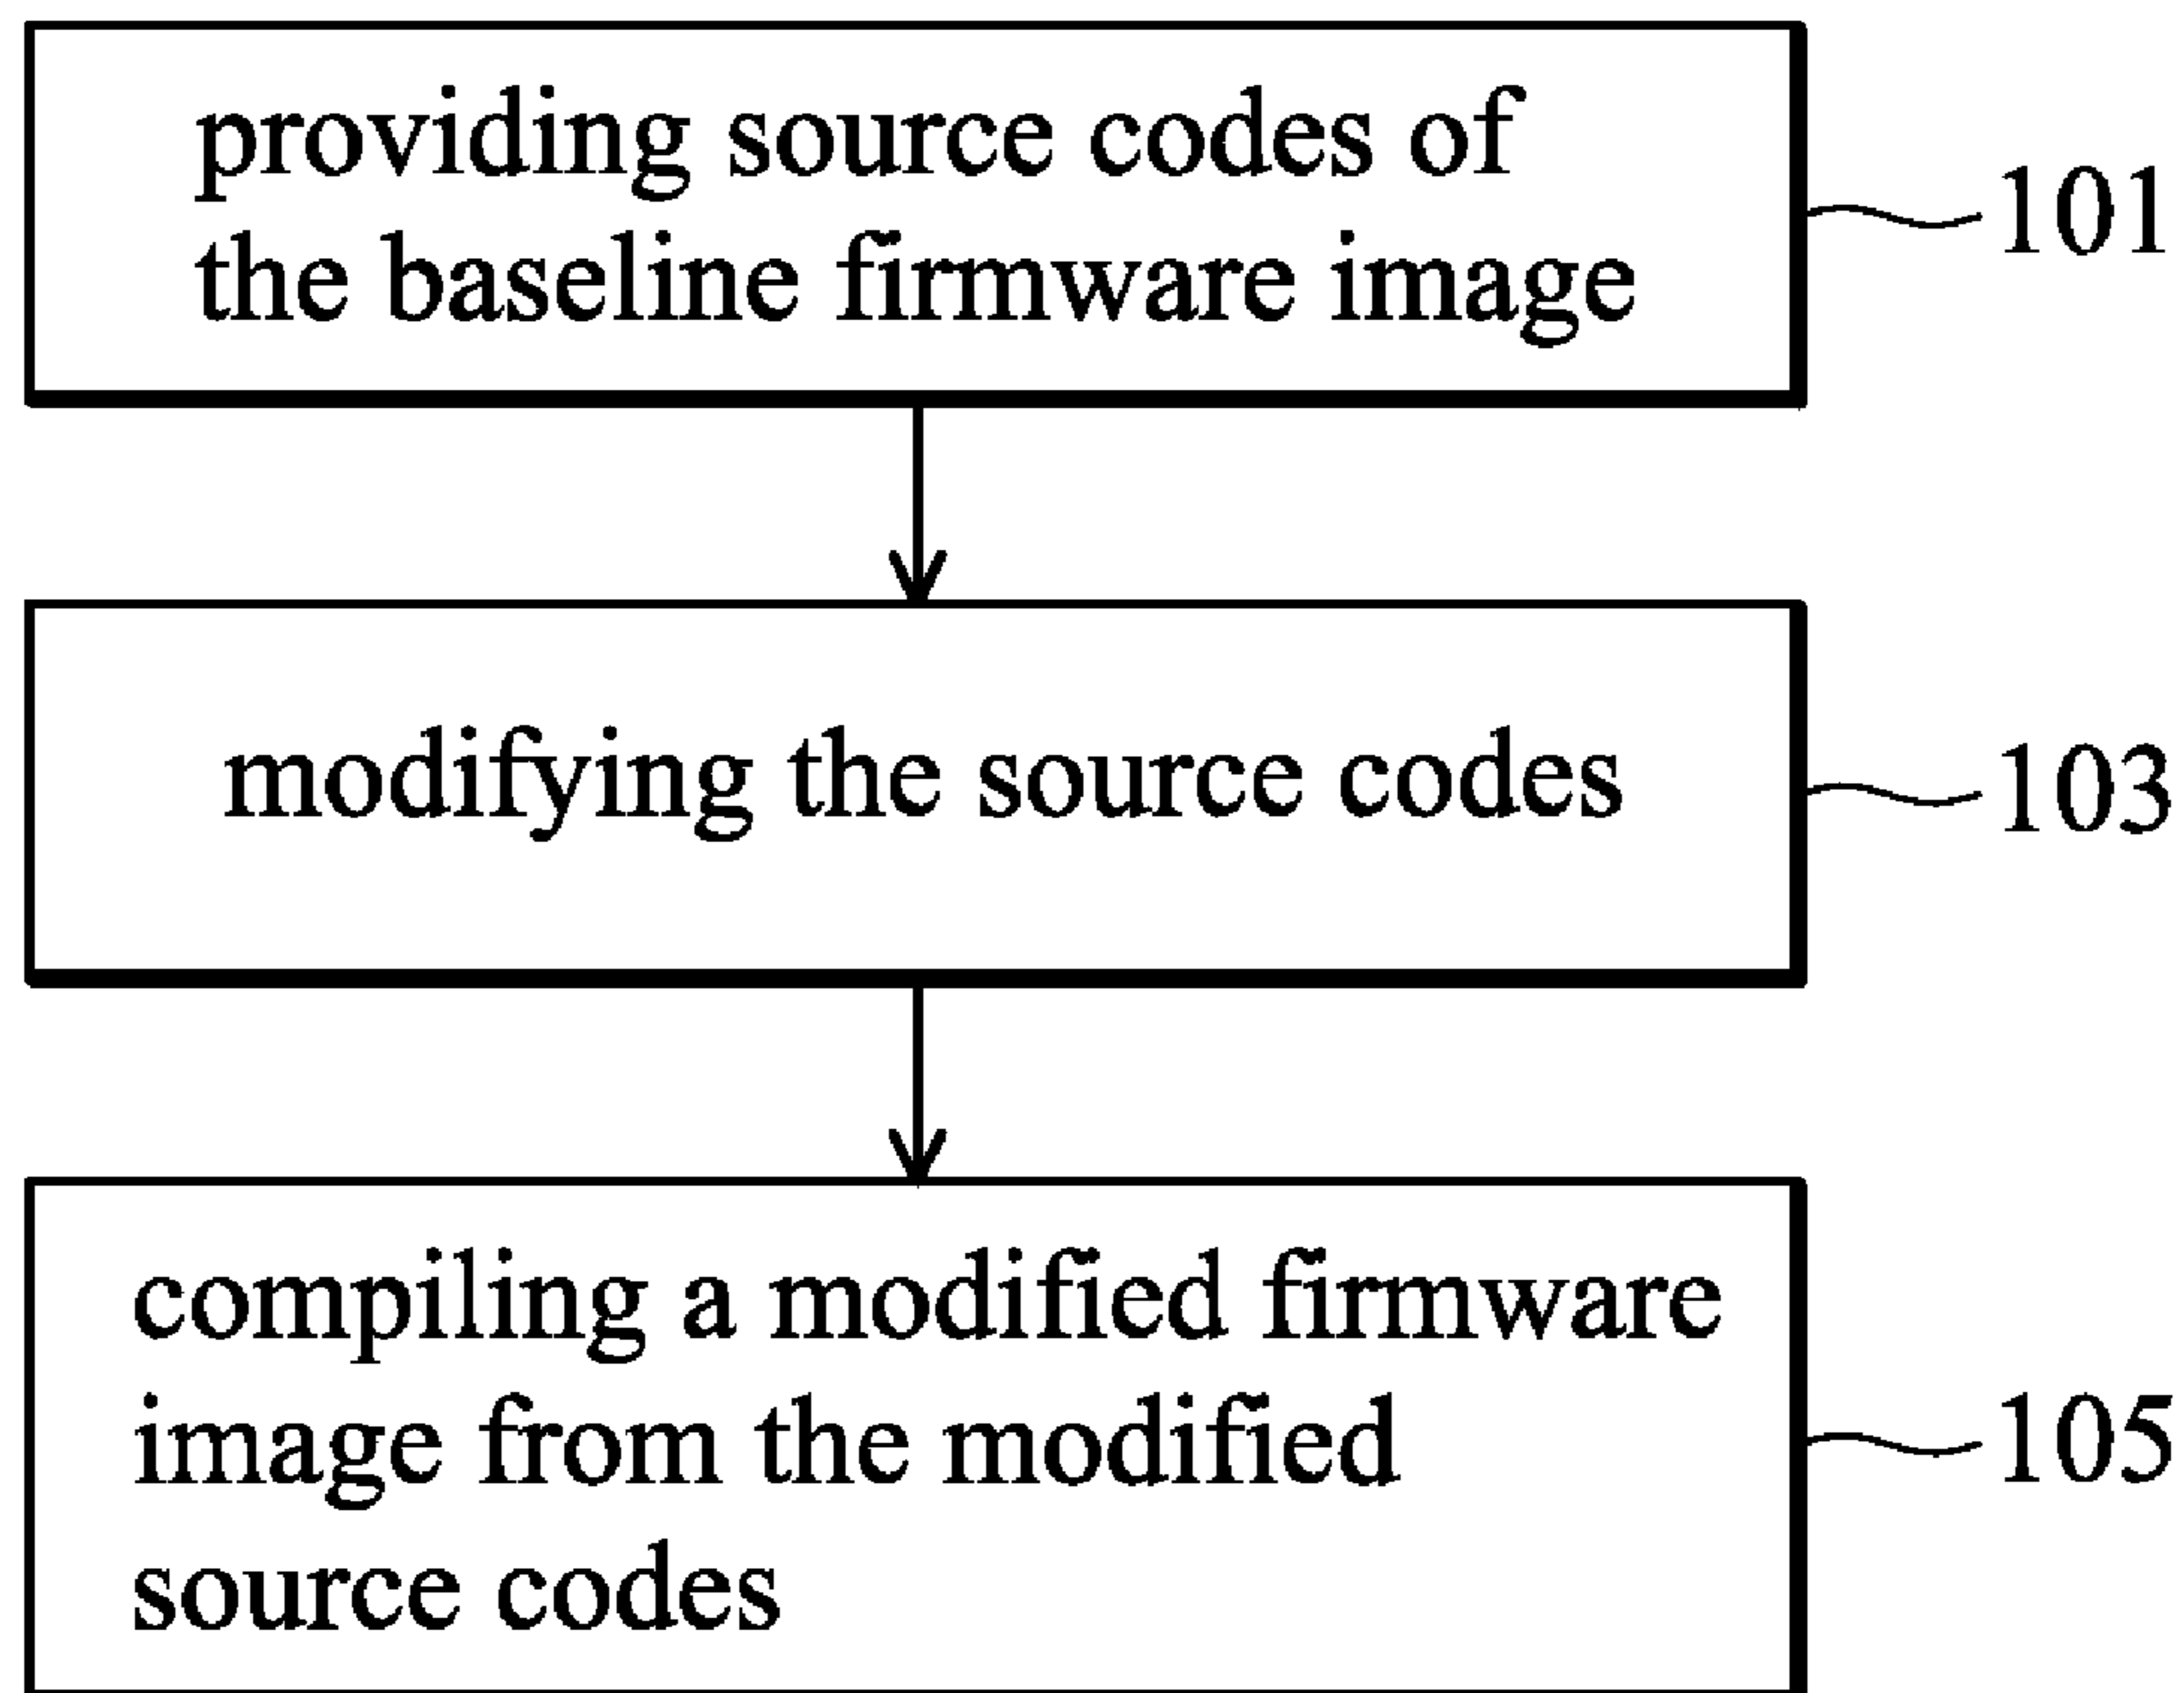 providing source codes of
the baseline firmware image
101
modifying the source codes
103
compiling a modified firmware
image from the modified
source codes
105